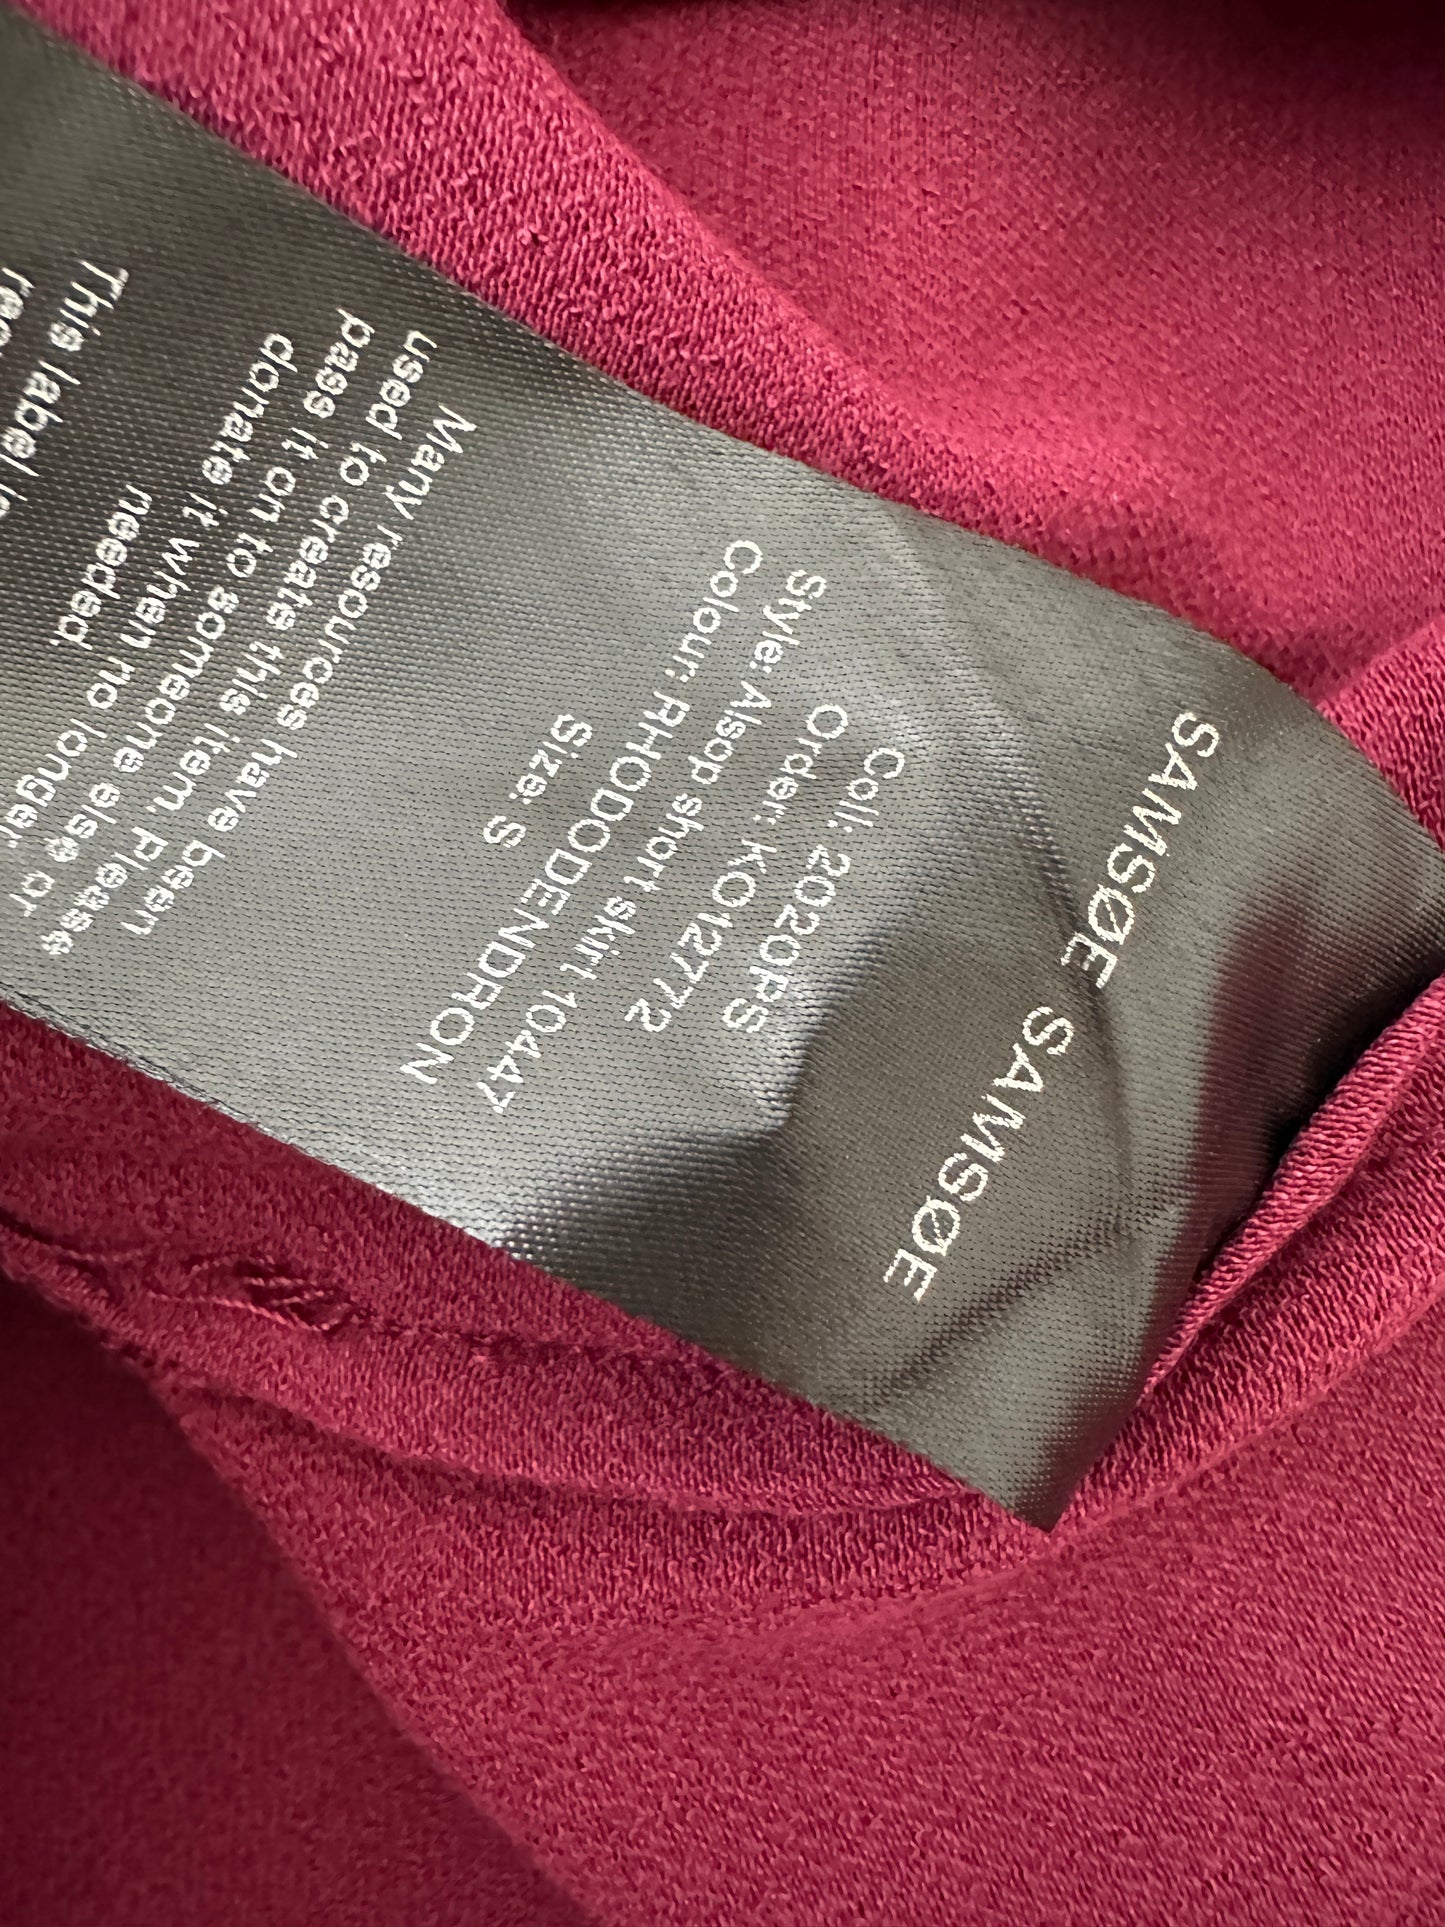 SAMSØE SAMSØE
Coll: 2020PS
Order: KO12772
Style: Alsop short skirt 10447
Colour: RHODODENDRON
Size: S
Many resources have been
used to create this item, please
pass it on to someone else or
donate it when no longer
needed
This label